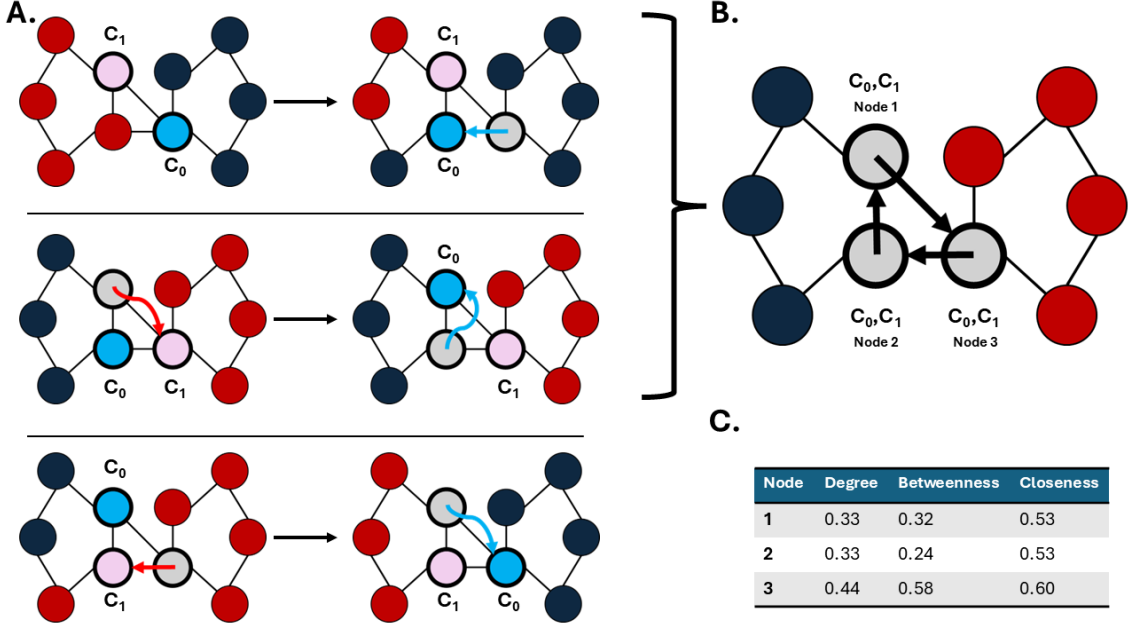 A.
C₁
C₀
C₁
C₀
C₀
C₁
C₀
C₁
C₀
C₁
C₁
C₀
B.
C₀,C₁
Node 1
C₀,C₁
Node 2
C₀,C₁
Node 3
C.
Node Degree Betweenness Closeness
1 0.33 0.32 0.53
2 0.33 0.24 0.53
3 0.44 0.58 0.60